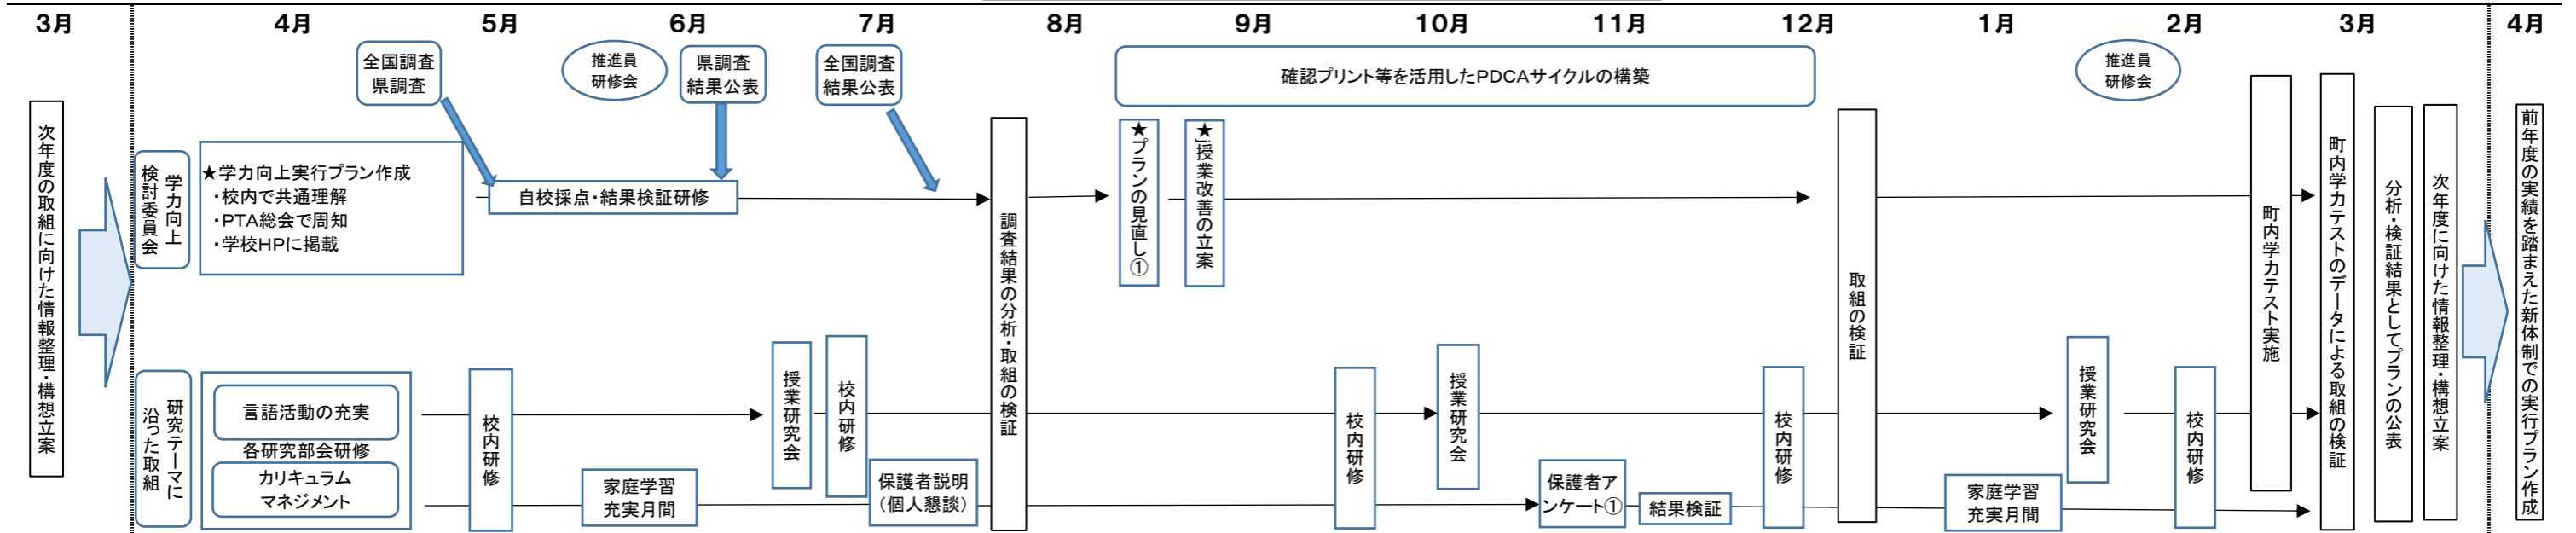 3月
4月
5月
6月
7月
8月
9月
10月
11月
12月
1月
2月
3月
4月
全国調査
県調査
推進員
研修会
県調査
結果公表
全国調査
結果公表
確認プリント等を活用したPDCAサイクルの構築
推進員
研修会
次年度の取組に向けた情報整理・構想立案
学力向上
検討委員会
★学力向上実行プラン作成
・校内で共通理解
・PTA総会で周知
・学校HPに掲載
自校採点・結果検証研修
調査結果の分析・取組の検証
★プランの見直し①
★j授業改善の立案
取組の検証
町内学力テスト実施
町内学力テストのデータによる取組の検証
分析・検証結果としてプランの公表
次年度に向けた情報整理・構想立案
前年度の実績を踏まえた新体制での実行プラン作成
研究テーマに
沿った取組
言語活動の充実
各研究部会研修
カリキュラム
マネジメント
校内研修
家庭学習
充実月間
授業研究会
校内研修
保護者説明
(個人懇談)
校内研修
授業研究会
保護者ア
ンケート①
結果検証
校内研修
家庭学習
充実月間
授業研究会
校内研修